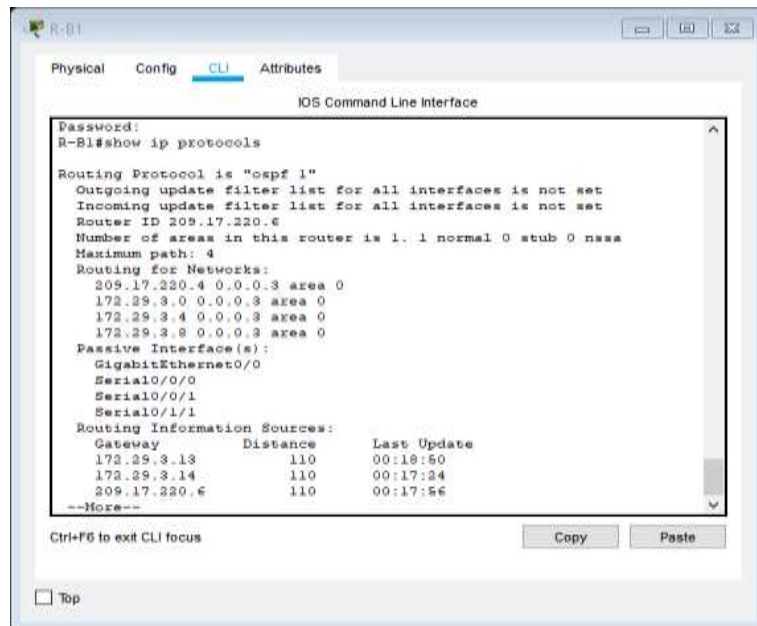 R-B1
Physical Config CLI Attributes
IOS Command Line Interface
Password:
R-B1#show ip protocols
Routing Protocol is "ospf 1"
Outgoing update filter list for all interfaces is not set
Incoming update filter list for all interfaces is not set
Router ID 209.17.220.6
Number of areas in this router is 1. 1 normal 0 stub 0 nssa
Maximum path: 4
Routing for Networks:
209.17.220.4 0.0.0.3 area 0
172.29.3.0 0.0.0.3 area 0
172.29.3.4 0.0.0.3 area 0
172.29.3.8 0.0.0.3 area 0
Passive Interface(s):
GigabitEthernet0/0
Serial0/0/0
Serial0/0/1
Serial0/1/1
Routing Information Sources:
Gateway Distance Last Update
172.29.3.13 110 00:18:50
172.29.3.14 110 00:17:24
209.17.220.6 110 00:17:56
--More--
Ctrl+F6 to exit CLI focus
Copy Paste
Top